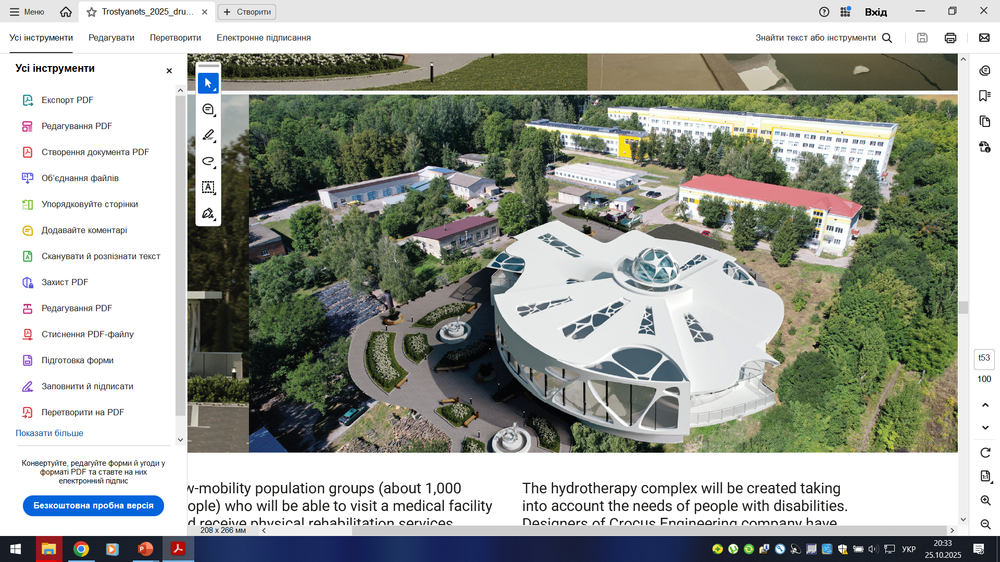 Меню
Trostyanets_2025_dru...
Створити
Вхід
Усі інструменти
Редагувати
Перетворити
Електронне підписання
Знайти текст або інструменти
Усі інструменти
Експорт PDF
Редагування PDF
Створення документа PDF
Об’єднання файлів
Упорядковуйте сторінки
Додавайте коментарі
Сканувати й розпізнати текст
Захист PDF
Редагування PDF
Стиснення PDF-файлу
Підготовка форми
Заповнити й підписати
Перетворити на PDF
Показати більше
Конвертуйте, редагуйте форми й угоди у
форматі PDF та ставте на них
електронний підпис
Безкоштовна пробна версія
w-mobility population groups (about 1,000
ople) who will be able to visit a medical facility
d receive physical rehabilitation services
The hydrotherapy complex will be created taking
into account the needs of people with disabilities.
Designers of Crocus Engineering company have
208 x 266 мм
t53
100
1:1
УКР
20:33
25.10.2025